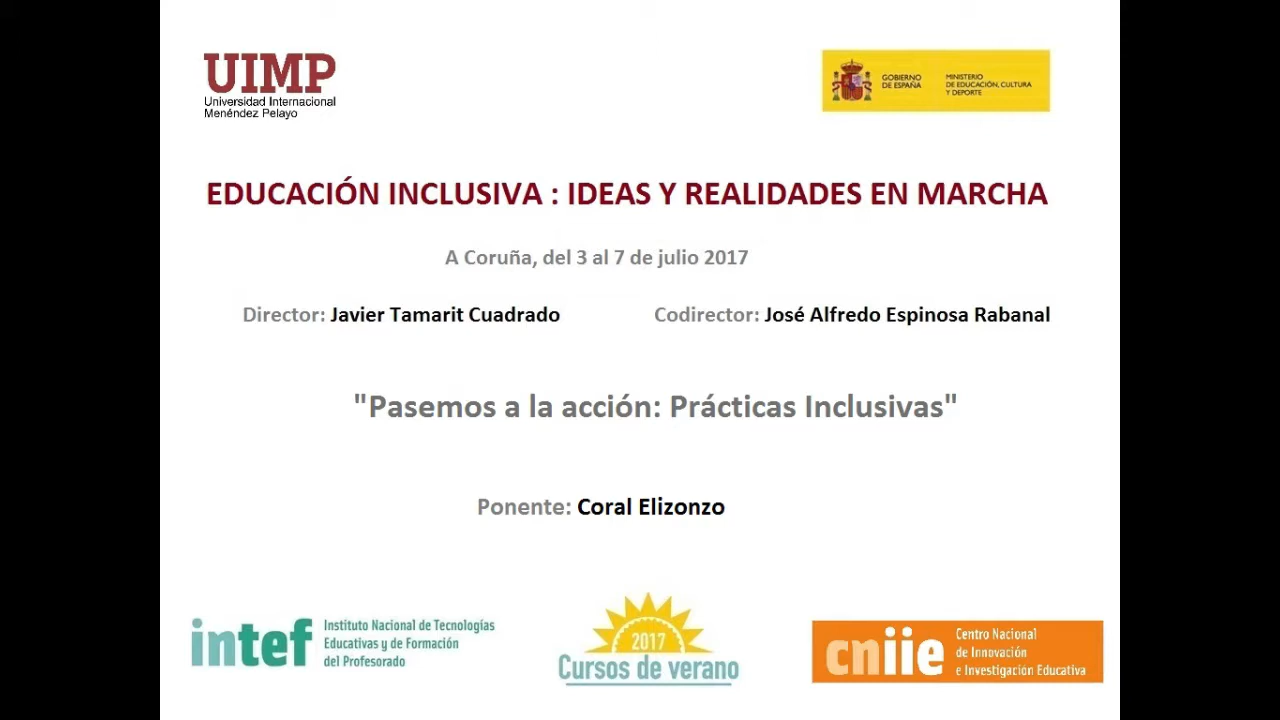 UIMP
Universidad Internacional
Menéndez Pelayo
GOBIERNO
DE ESPAÑA
MINISTERIO
DE EDUCACIÓN, CULTURA
Y DEPORTE
EDUCACIÓN INCLUSIVA : IDEAS Y REALIDADES EN MARCHA
A Coruña, del 3 al 7 de julio 2017
Director: Javier Tamarit Cuadrado
Codirector: José Alfredo Espinosa Rabanal
"Pasemos a la acción: Prácticas Inclusivas"
Ponente: Coral Elizonzo
intef
Instituto Nacional de Tecnologías
Educativas y de Formación
del Profesorado
2017
Cursos de verano
cniie
Centro Nacional
de Innovación
e Investigación Educativa